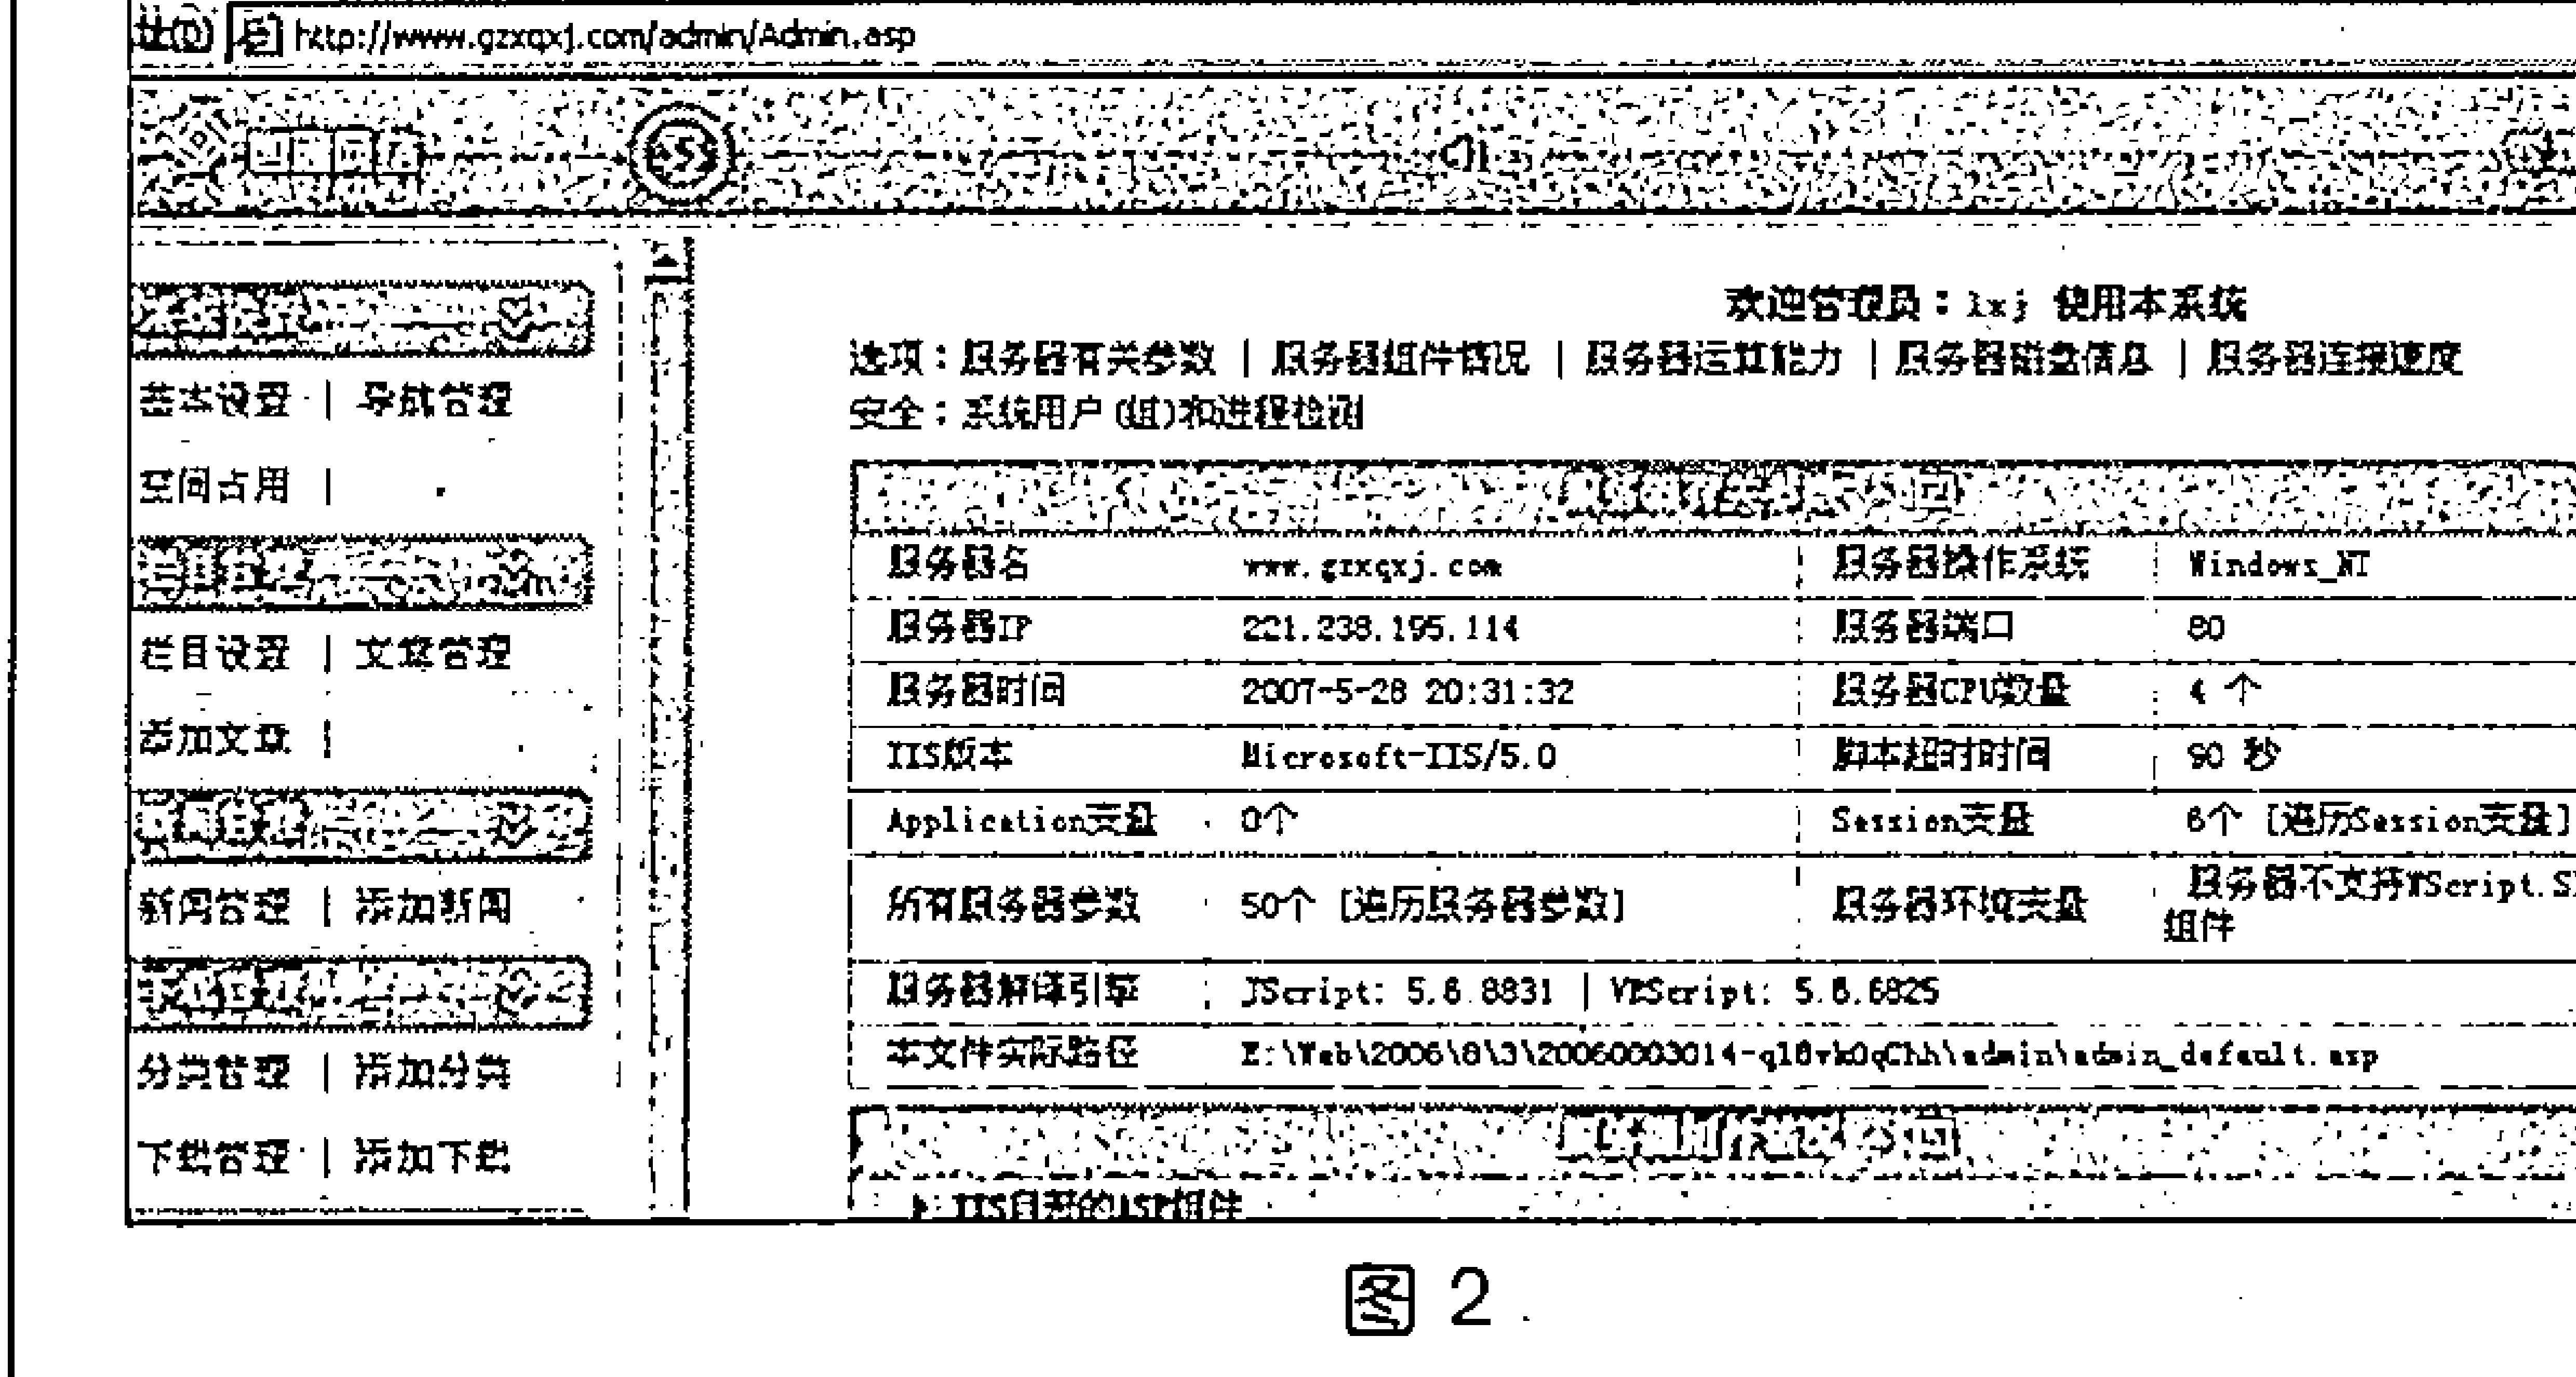 http://www.gzxqxj.com/admin/Admin.asp
欢迎管理员：lxj 使用本系统
选项：服务器有关参数 | 服务器组件情况 | 服务器运算能力 | 服务器磁盘信息 | 服务器连接速度
安全：系统用户(组)和进程检测
基本设置 | 导航管理
空间占用 |
栏目设置 | 文章管理
添加文章 |
新闻管理 | 添加新闻
分类管理 | 添加分类
下载管理 | 添加下载
服务器名 www.gzxqxj.com 服务器操作系统 Windows_NT
服务器IP 221.238.195.114 服务器端口 80
服务器时间 2007-5-28 20:31:32 服务器CPU数量 4 个
IIS版本 Microsoft-IIS/5.0 脚本超时时间 90 秒
Application变量 0个 Session变量 6个 [遍历Session变量]
所有服务器参数 50个 [遍历服务器参数] 服务器环境变量 服务器不支持WScript.
组件
服务器解译引擎 JScript: 5.6.8831 | VBScript: 5.6.6825
本文件实际路径
IIS自带的ASP组件
图 2